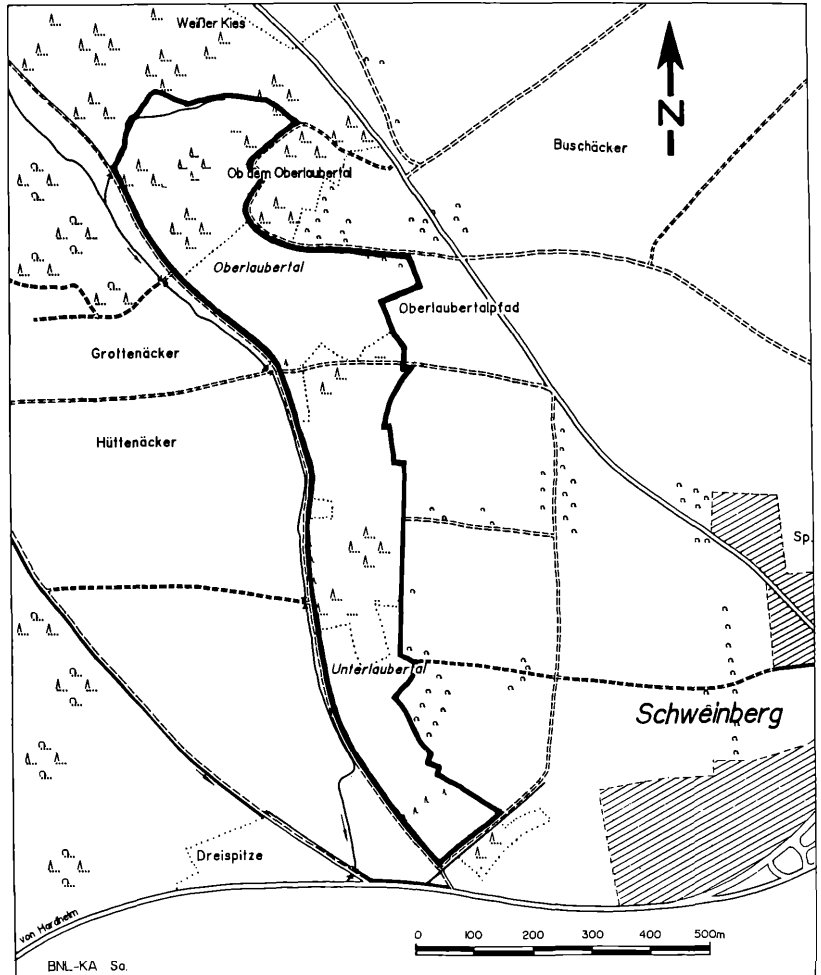 Weißer Kies
N
Buschäcker
Ob dem Oberlaubertal
Oberlaubertal
Oberlaubertalpfad
Grottenäcker
Hüttenäcker
Sp.
Unterlaubertal
Schweinberg
Dreispitze
von Hardheim
0 100 200 300 400 500m
BNL-KA Sa.